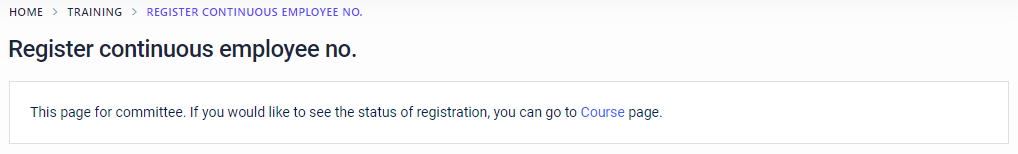 HOME > TRAINING > REGISTER CONTINUOUS EMPLOYEE NO.
Register continuous employee no.
This page for committee. If you would like to see the status of registration, you can go to Course page.